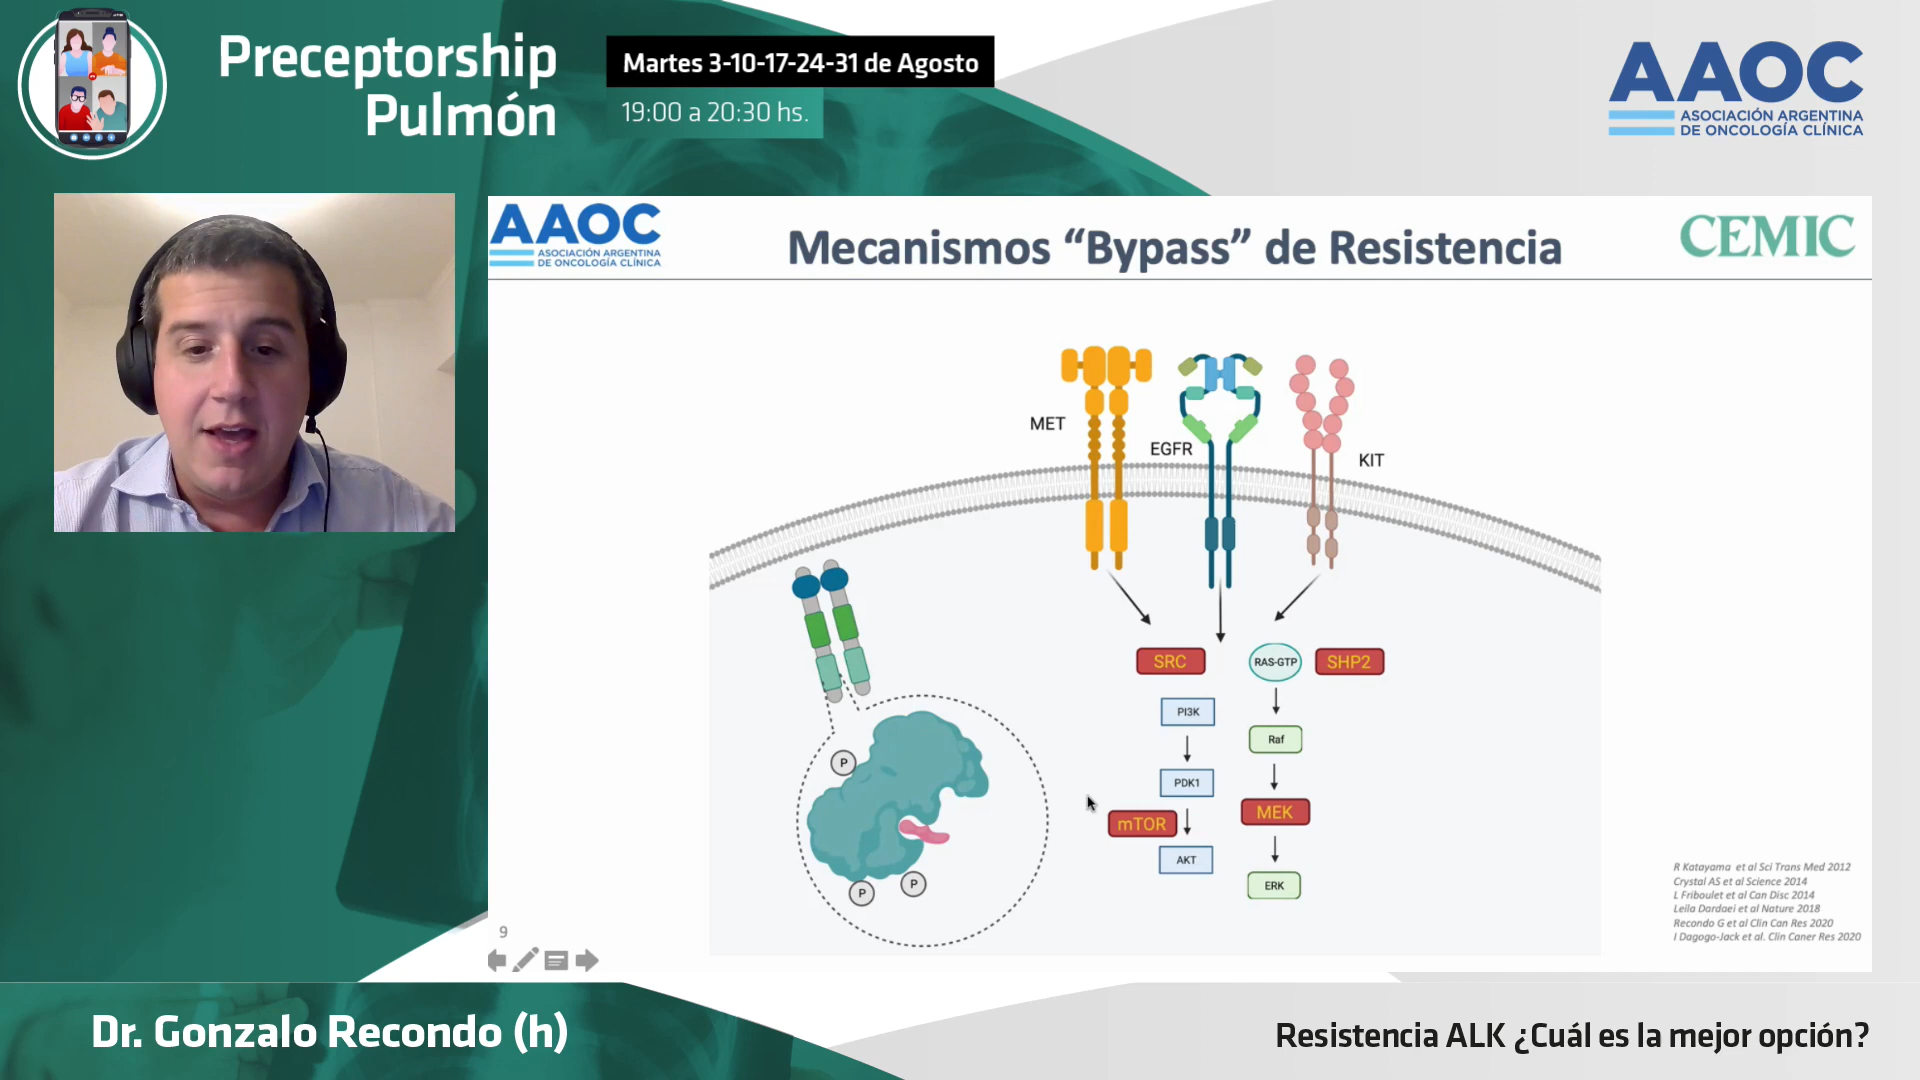 Preceptorship
Pulmón
Martes 3-10-17-24-31 de Agosto
19:00 a 20:30 hs.
AAOC
ASOCIACIÓN ARGENTINA
DE ONCOLOGÍA CLÍNICA
AAOC
ASOCIACIÓN ARGENTINA
DE ONCOLOGÍA CLÍNICA
Mecanismos “Bypass” de Resistencia
CEMIC
MET
EGFR
KIT
SRC
RAS-GTP
SHP2
PI3K
Raf
PDK1
mTOR
MEK
AKT
ERK
P
P
P
R Katayama et al Sci Trans Med 2012
Crystal AS et al Science 2014
L Friboulet et al Can Disc 2014
Leila Dardaei et al Nature 2018
Recondo G et al Clin Can Res 2020
I Dagogo-Jack et al. Clin Caner Res 2020
9
Dr. Gonzalo Recondo (h)
Resistencia ALK ¿Cuál es la mejor opción?